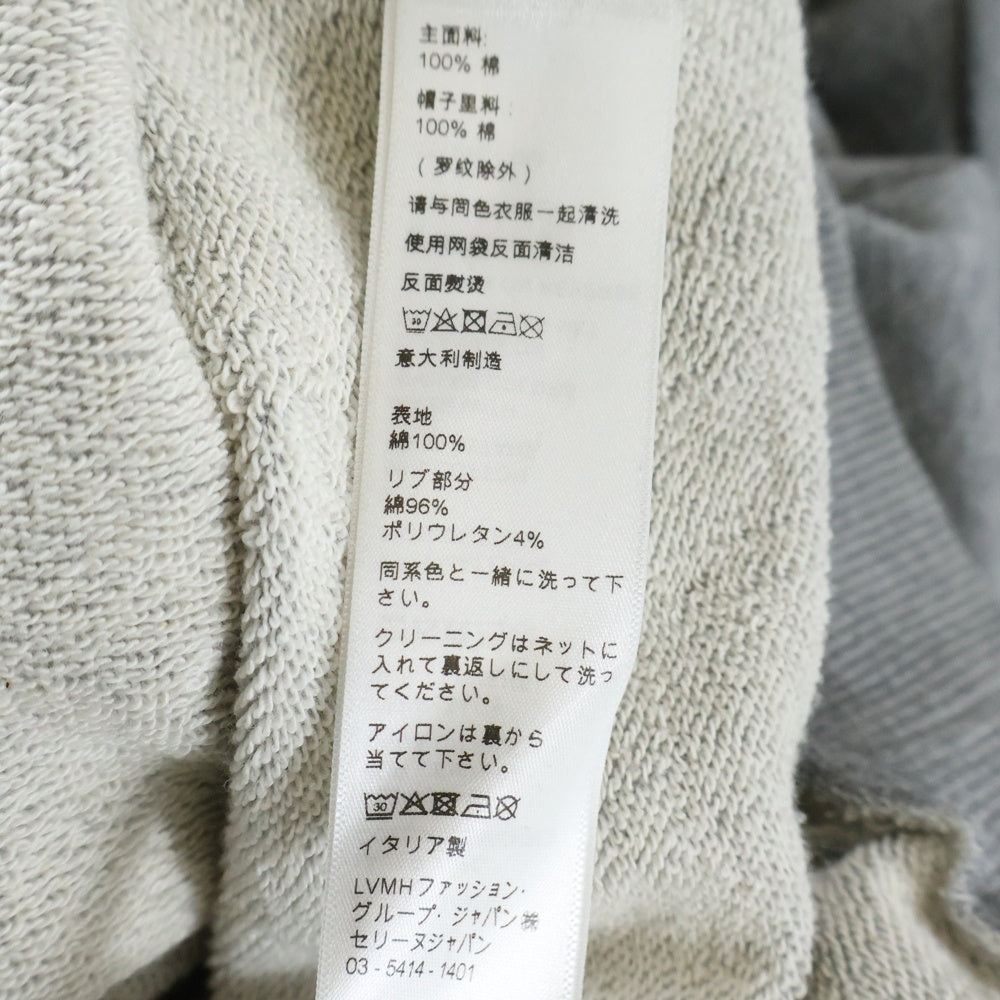 主面料:
100% 棉
帽子里料:
100% 棉
(罗纹除外)
请与同色衣服一起清洗
使用网袋反面清洁
反面熨烫
30
意大利制造
表地
綿100%
リブ部分
綿96%
ポリウレタン4%
同系色と一緒に洗って下
さい。
クリーニングはネットに
入れて裏返しにして洗っ
てください。
アイロンは裏から
当てて下さい。
30
イタリア製
LVMHファッション・
グループ・ジャパン㈱
セリーヌジャパン
03-5414-1401